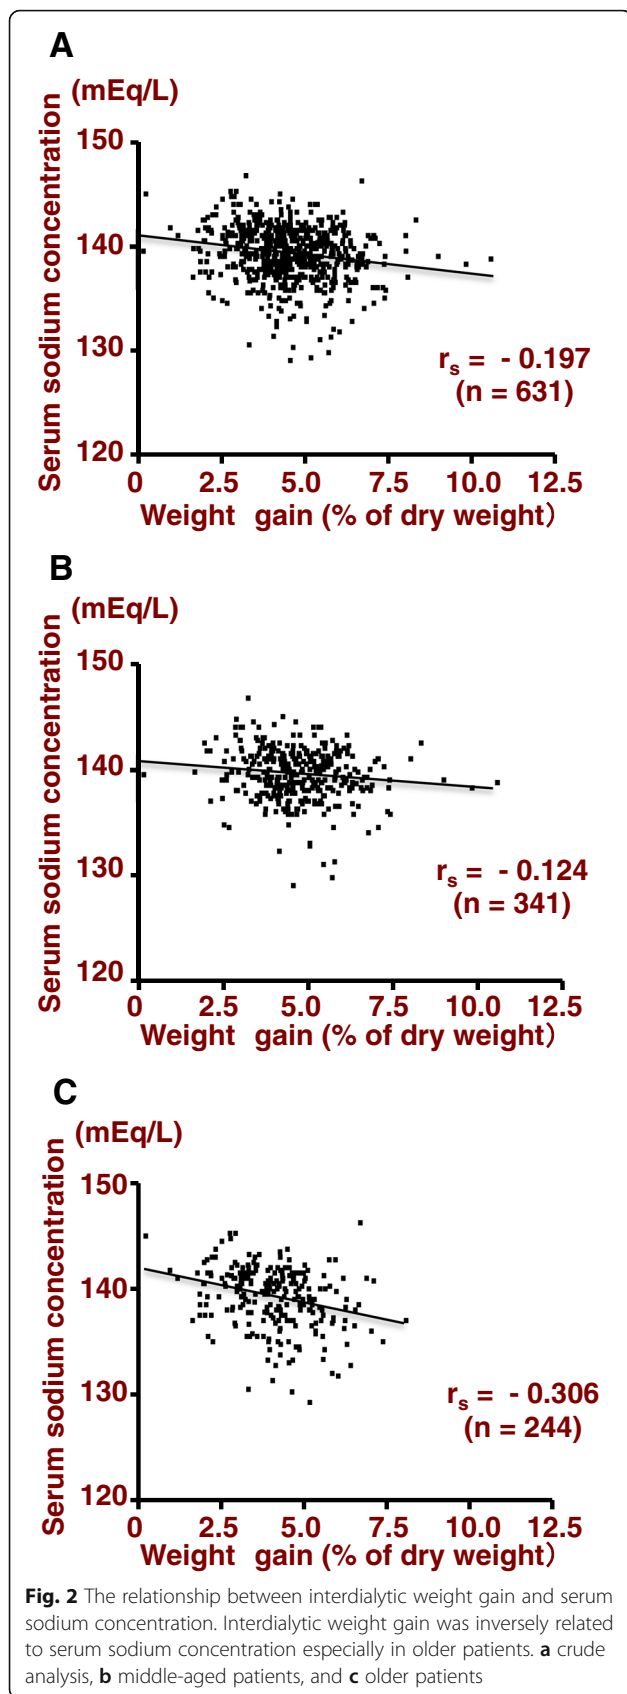 A
(mEq/L)
Serum sodium concentration
150
140
130
120
rs = - 0.197
(n = 631)
0 2.5 5.0 7.5 10.0 12.5
Weight gain (% of dry weight)
B
(mEq/L)
Serum sodium concentration
150
140
130
120
rs = - 0.124
(n = 341)
0 2.5 5.0 7.5 10.0 12.5
Weight gain (% of dry weight)
C
(mEq/L)
Serum sodium concentration
150
140
130
120
rs = - 0.306
(n = 244)
0 2.5 5.0 7.5 10.0 12.5
Weight gain (% of dry weight)
Fig. 2 The relationship between interdialytic weight gain and serum
sodium concentration. Interdialytic weight gain was inversely related
to serum sodium concentration especially in older patients. a crude
analysis, b middle-aged patients, and c older patients